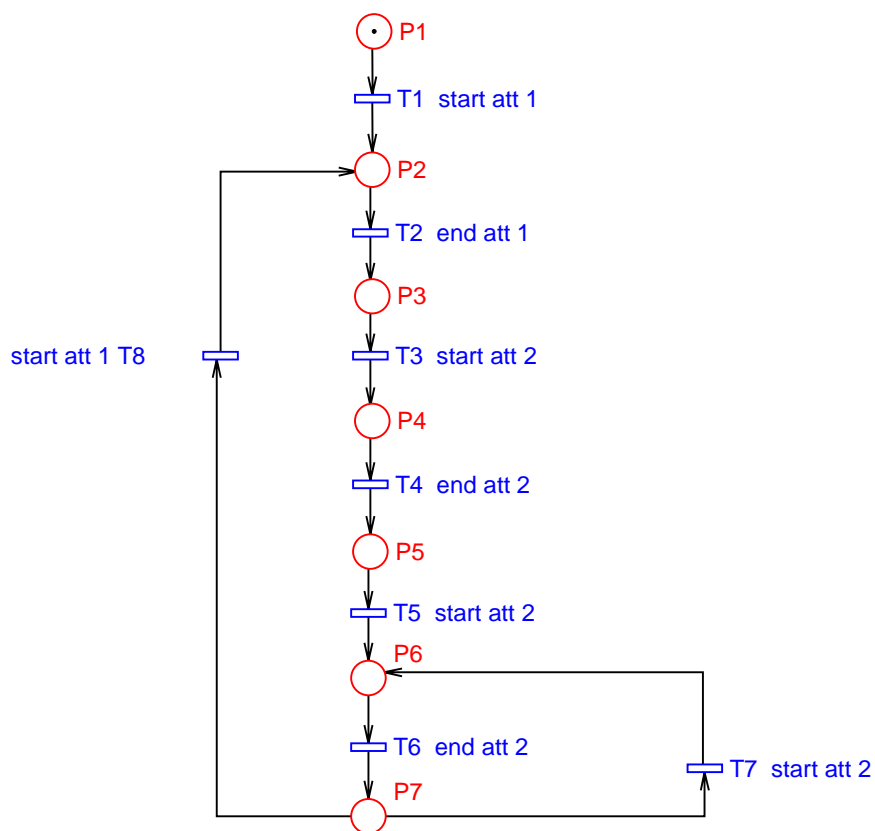 P1
T1 start att 1
P2
T2 end att 1
P3
start att 1 T8
T3 start att 2
P4
T4 end att 2
P5
T5 start att 2
P6
T6 end att 2
T7 start att 2
P7